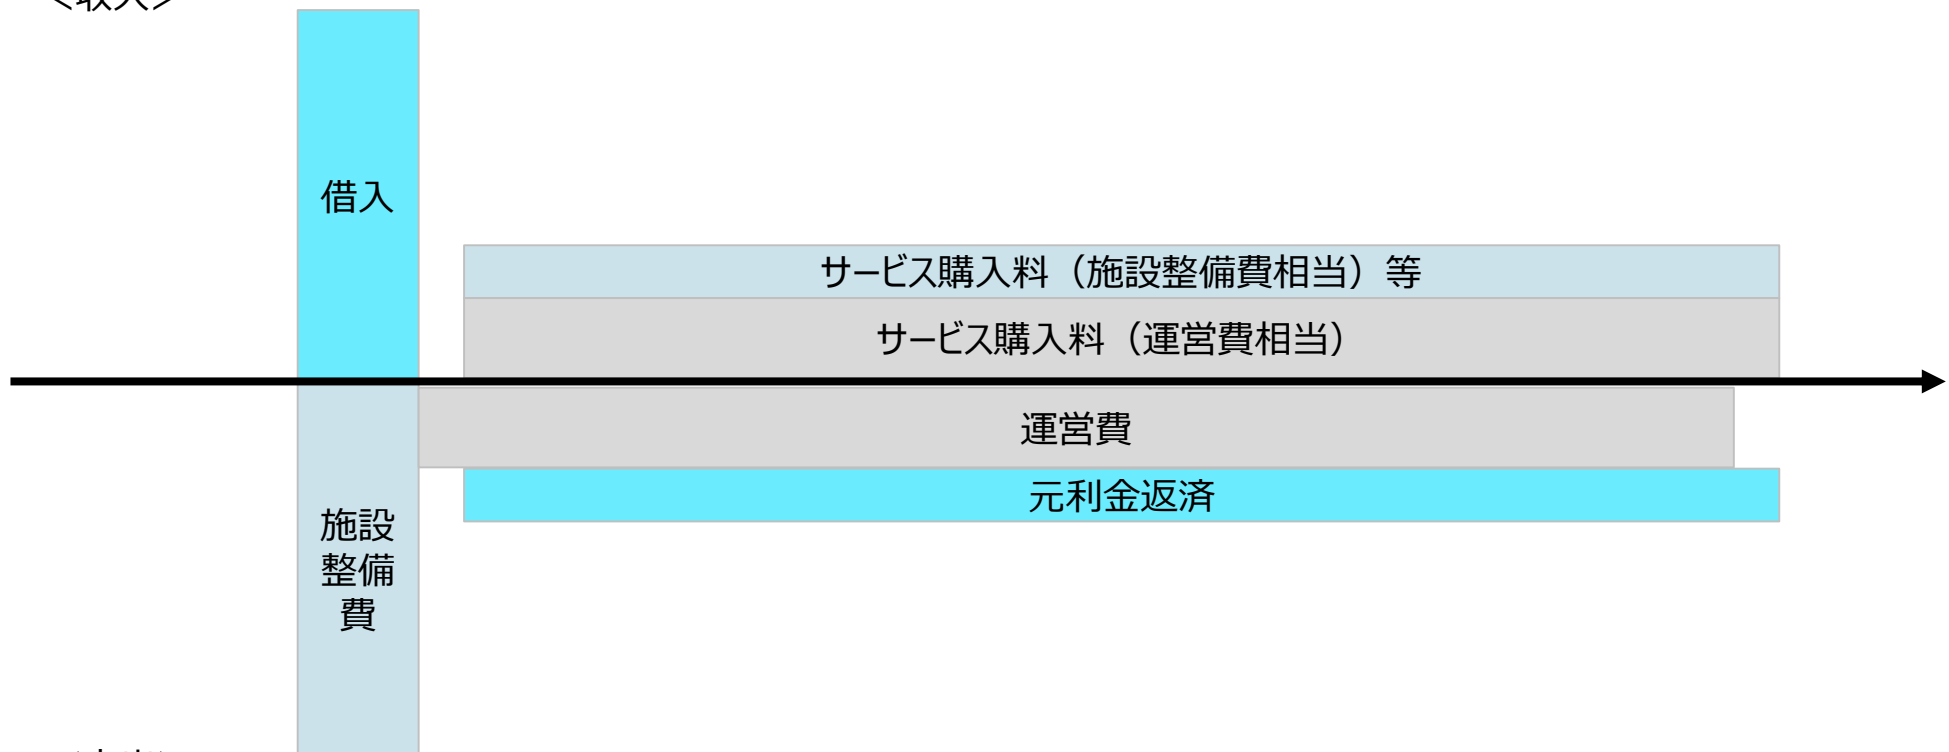 <収入>
借入
サービス購入料（施設整備費相当）等
サービス購入料（運営費相当）
運営費
元利金返済
施設
整備
費